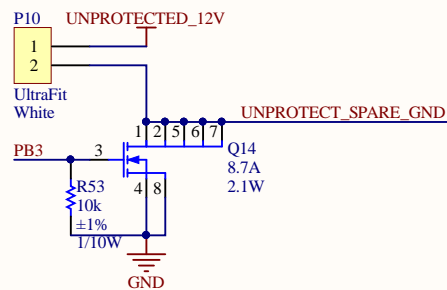 P10
UNPROTECTED_12V
1
2
UltraFit
White
UNPROTECT_SPARE_GND
1 2 5 6 7
Q14
8.7A
2.1W
PB3
3
R53
10k
±1%
1/10W
4 8
GND